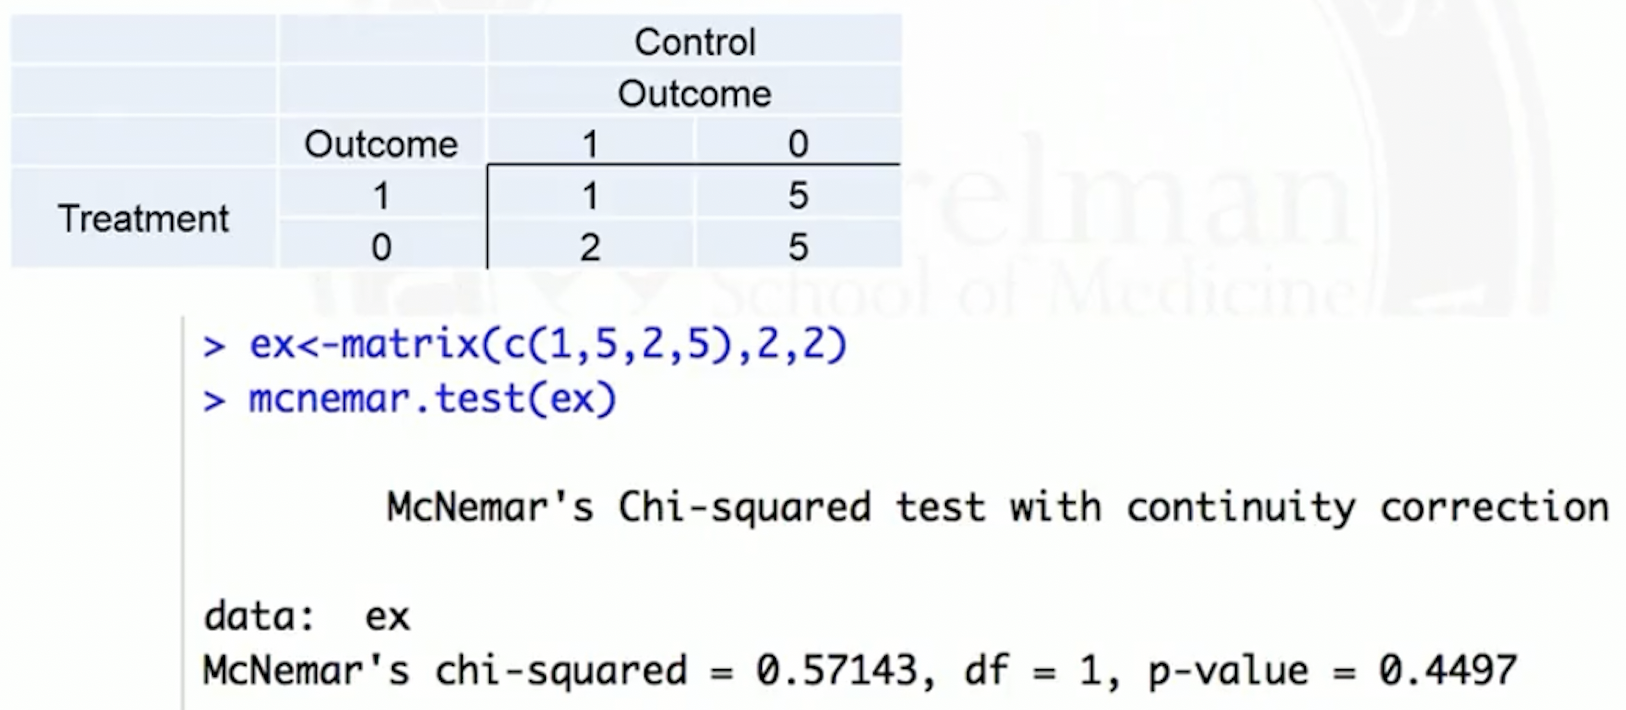 Control
Outcome
Outcome 1 0
Treatment
1 1 5
0 2 5
relman
School of Medicine
> ex<-matrix(c(1,5,2,5),2,2)
> mcnemar.test(ex)
McNemar's Chi-squared test with continuity correction
data: ex
McNemar's chi-squared = 0.57143, df = 1, p-value = 0.4497